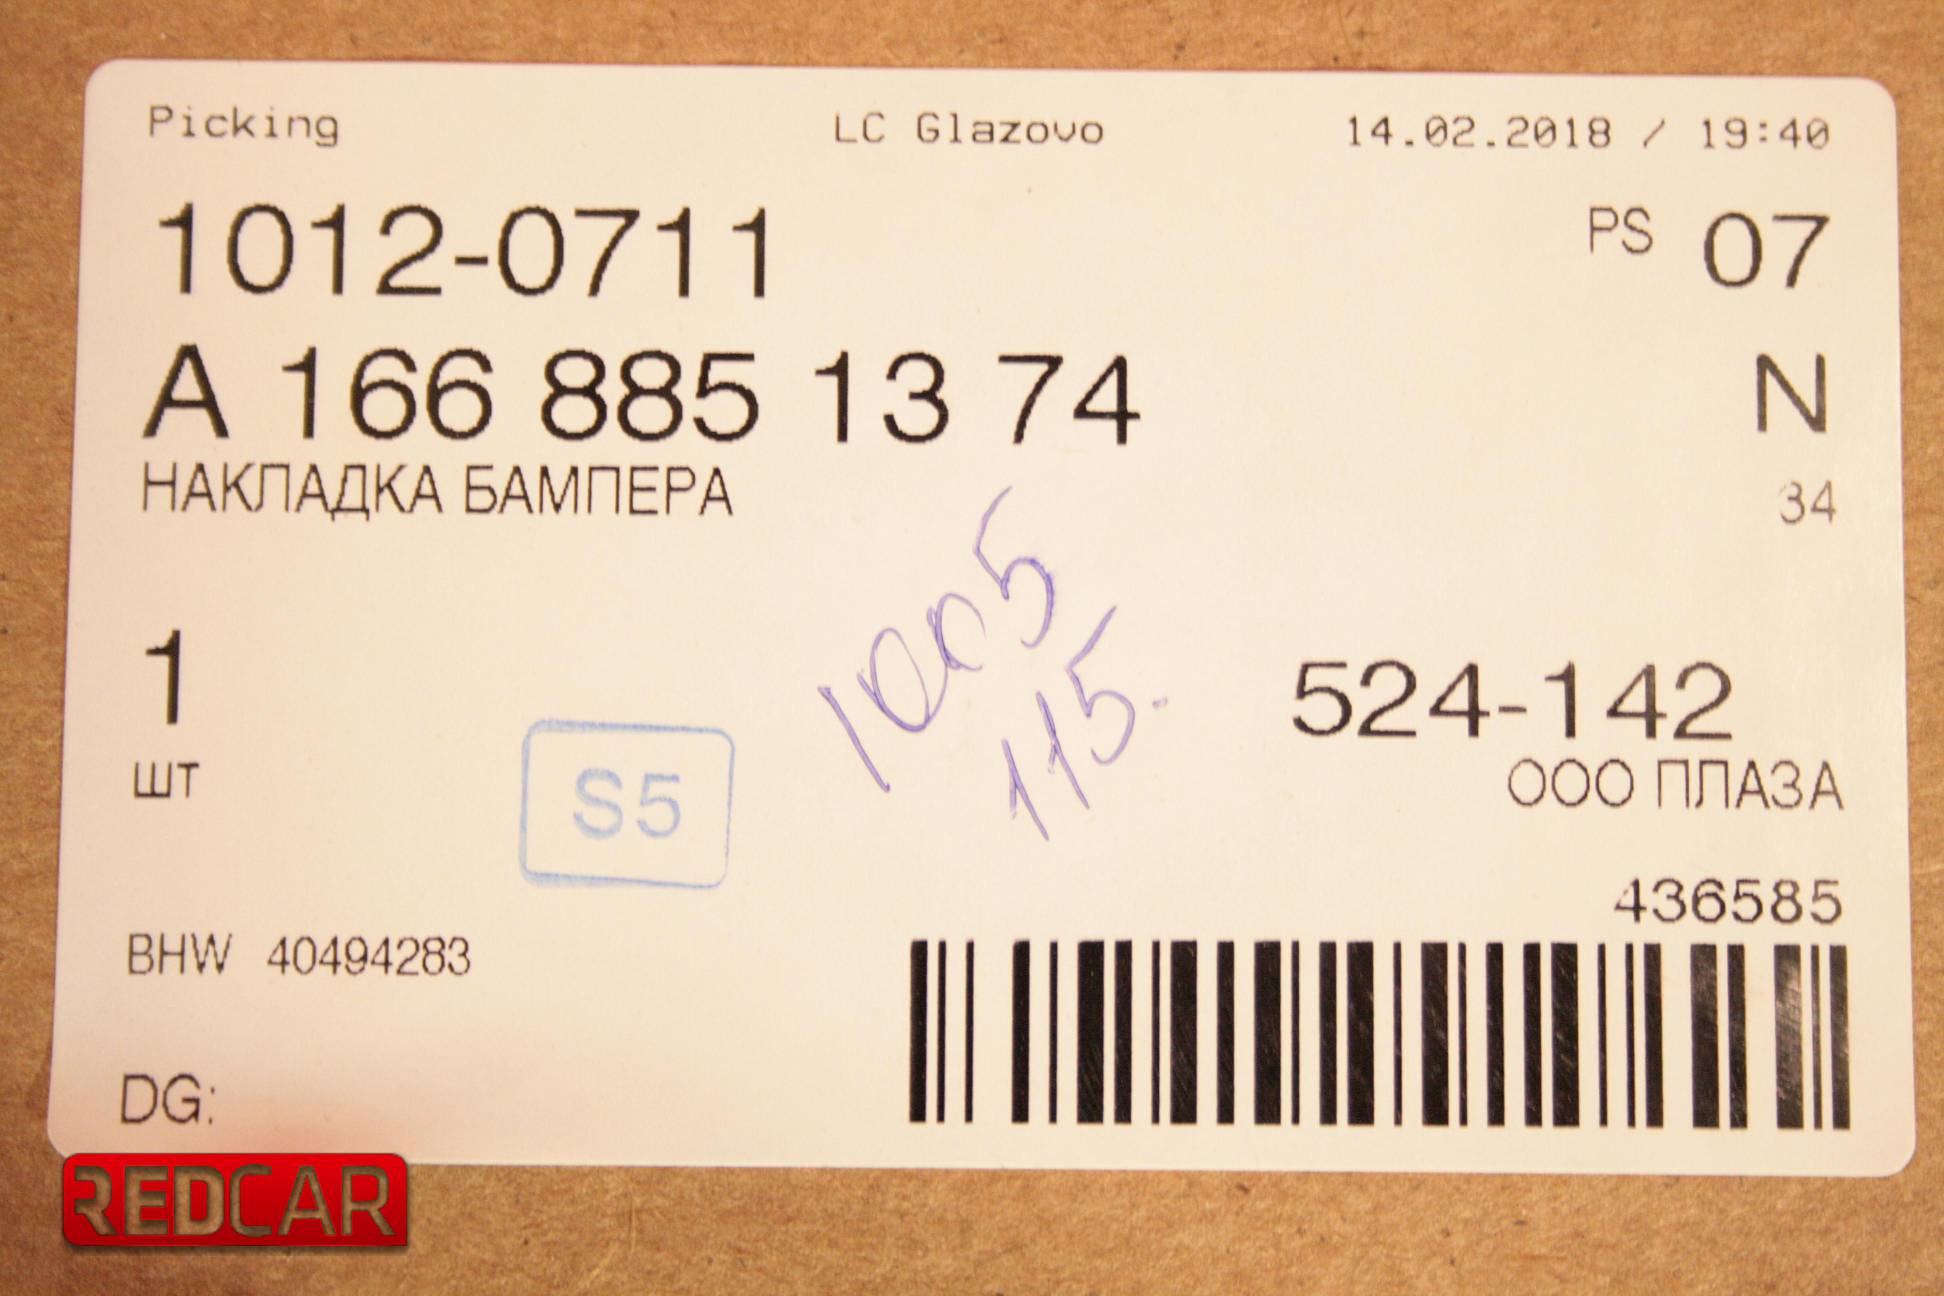 Picking LC Glazovo 14.02.2018 / 19:40
1012-0711 PS 07
A 166 885 13 74 N
НАКЛАДКА БАМПЕРА 34
1005
115.
1 524-142
ШТ ООО ПЛАЗА
S5
436585
BHW 40494283
DG:
REDCAR